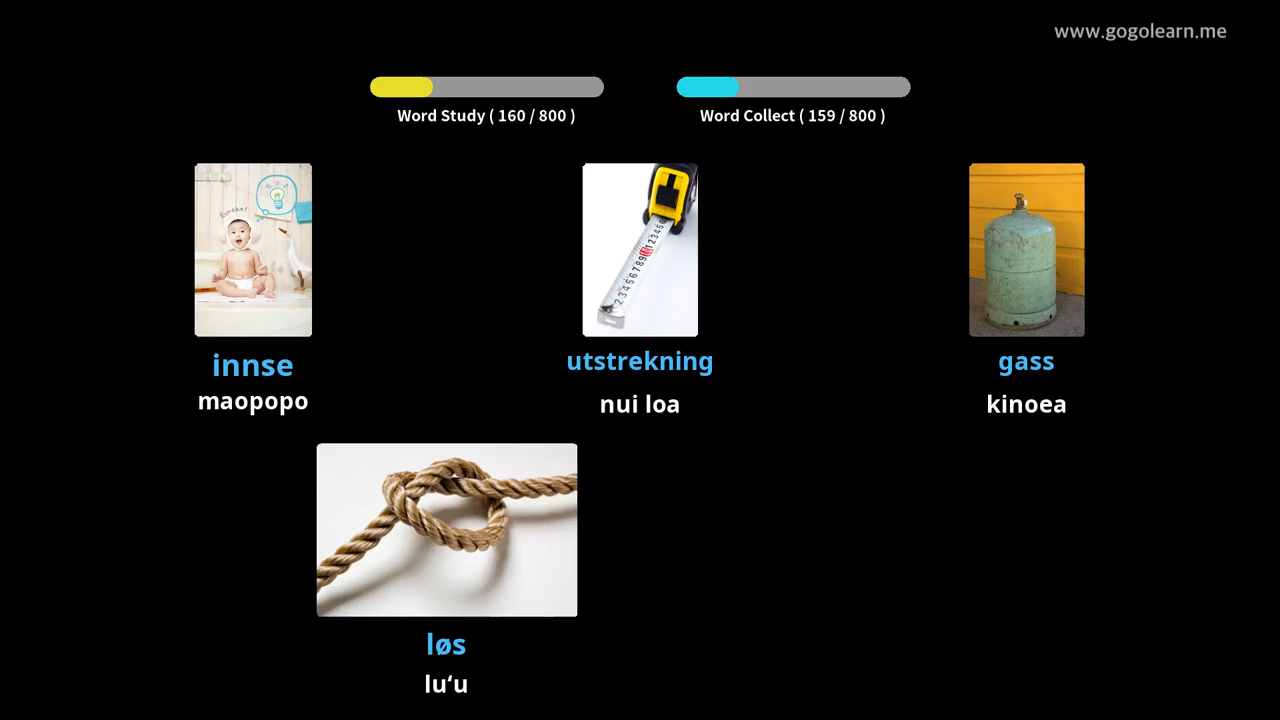 www.gogolearn.me
Word Study ( 160 / 800 )
Word Collect ( 159 / 800 )
Eureka!
innse
maopopo
utstrekning
nui loa
gass
kinoea
løs
luʻu